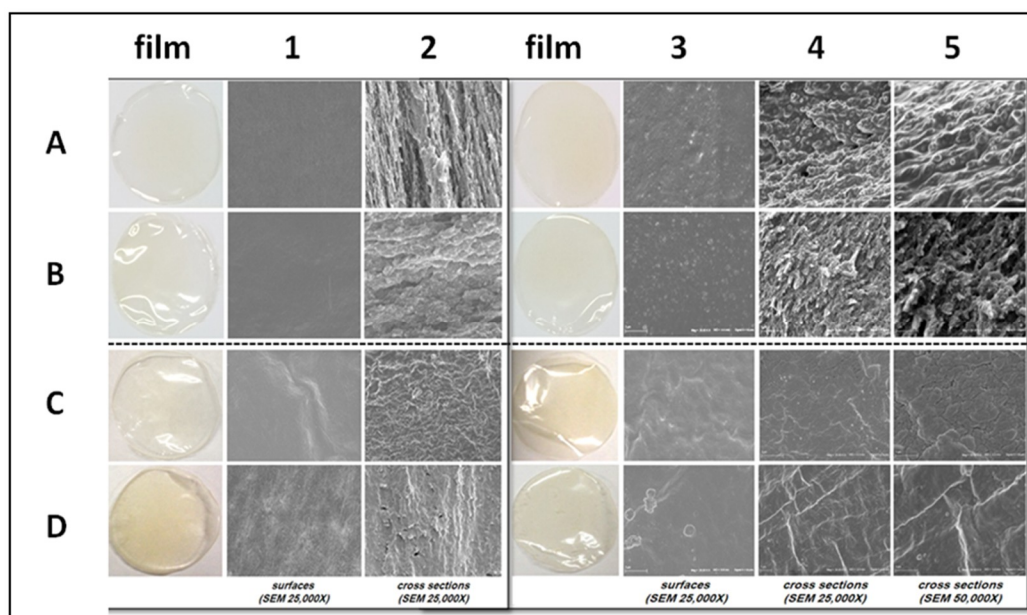 film 1 2 film 3 4 5
A
B
C
D
surfaces cross sections surfaces cross sections cross sections
(SEM 25,000X) (SEM 25,000X) (SEM 25,000X) (SEM 25,000X) (SEM 50,000X)